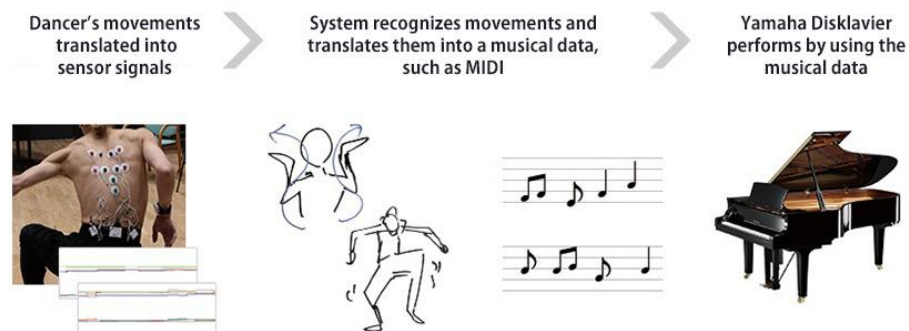 Dancer's movements
translated into
sensor signals
System recognizes movements and
translates them into a musical data,
such as MIDI
Yamaha Disklavier
performs by using the
musical data